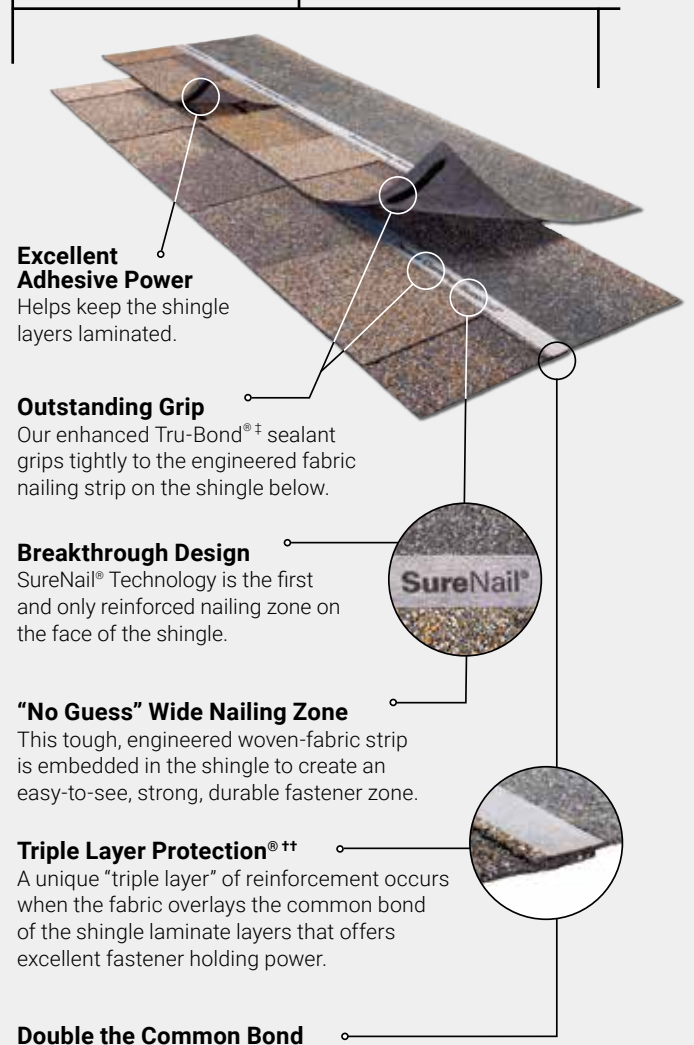 Excellent
Adhesive Power
Helps keep the shingle
layers laminated.
Outstanding Grip
Our enhanced Tru-Bond®‡ sealant
grips tightly to the engineered fabric
nailing strip on the shingle below.
Breakthrough Design
SureNail® Technology is the first
and only reinforced nailing zone on
the face of the shingle.
SureNail®
“No Guess” Wide Nailing Zone
This tough, engineered woven-fabric strip
is embedded in the shingle to create an
easy-to-see, strong, durable fastener zone.
Triple Layer Protection®††
A unique “triple layer” of reinforcement occurs
when the fabric overlays the common bond
of the shingle laminate layers that offers
excellent fastener holding power.
Double the Common Bond